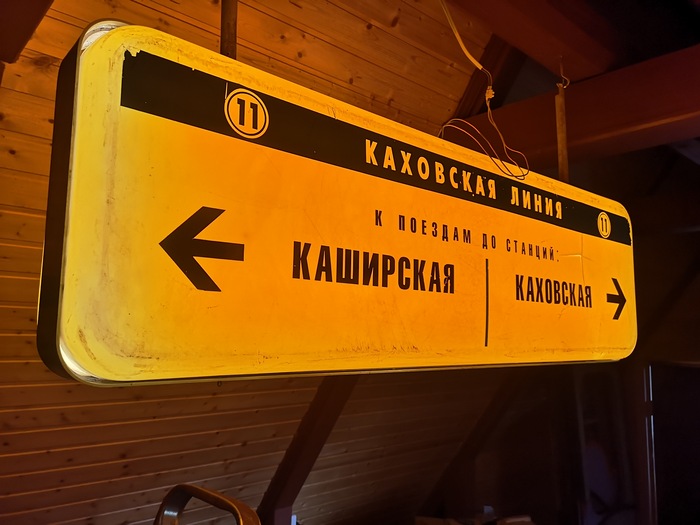 11
КАХОВСКАЯ ЛИНИЯ
11
К ПОЕЗДАМ ДО СТАНЦИЙ:
КАШИРСКАЯ
КАХОВСКАЯ